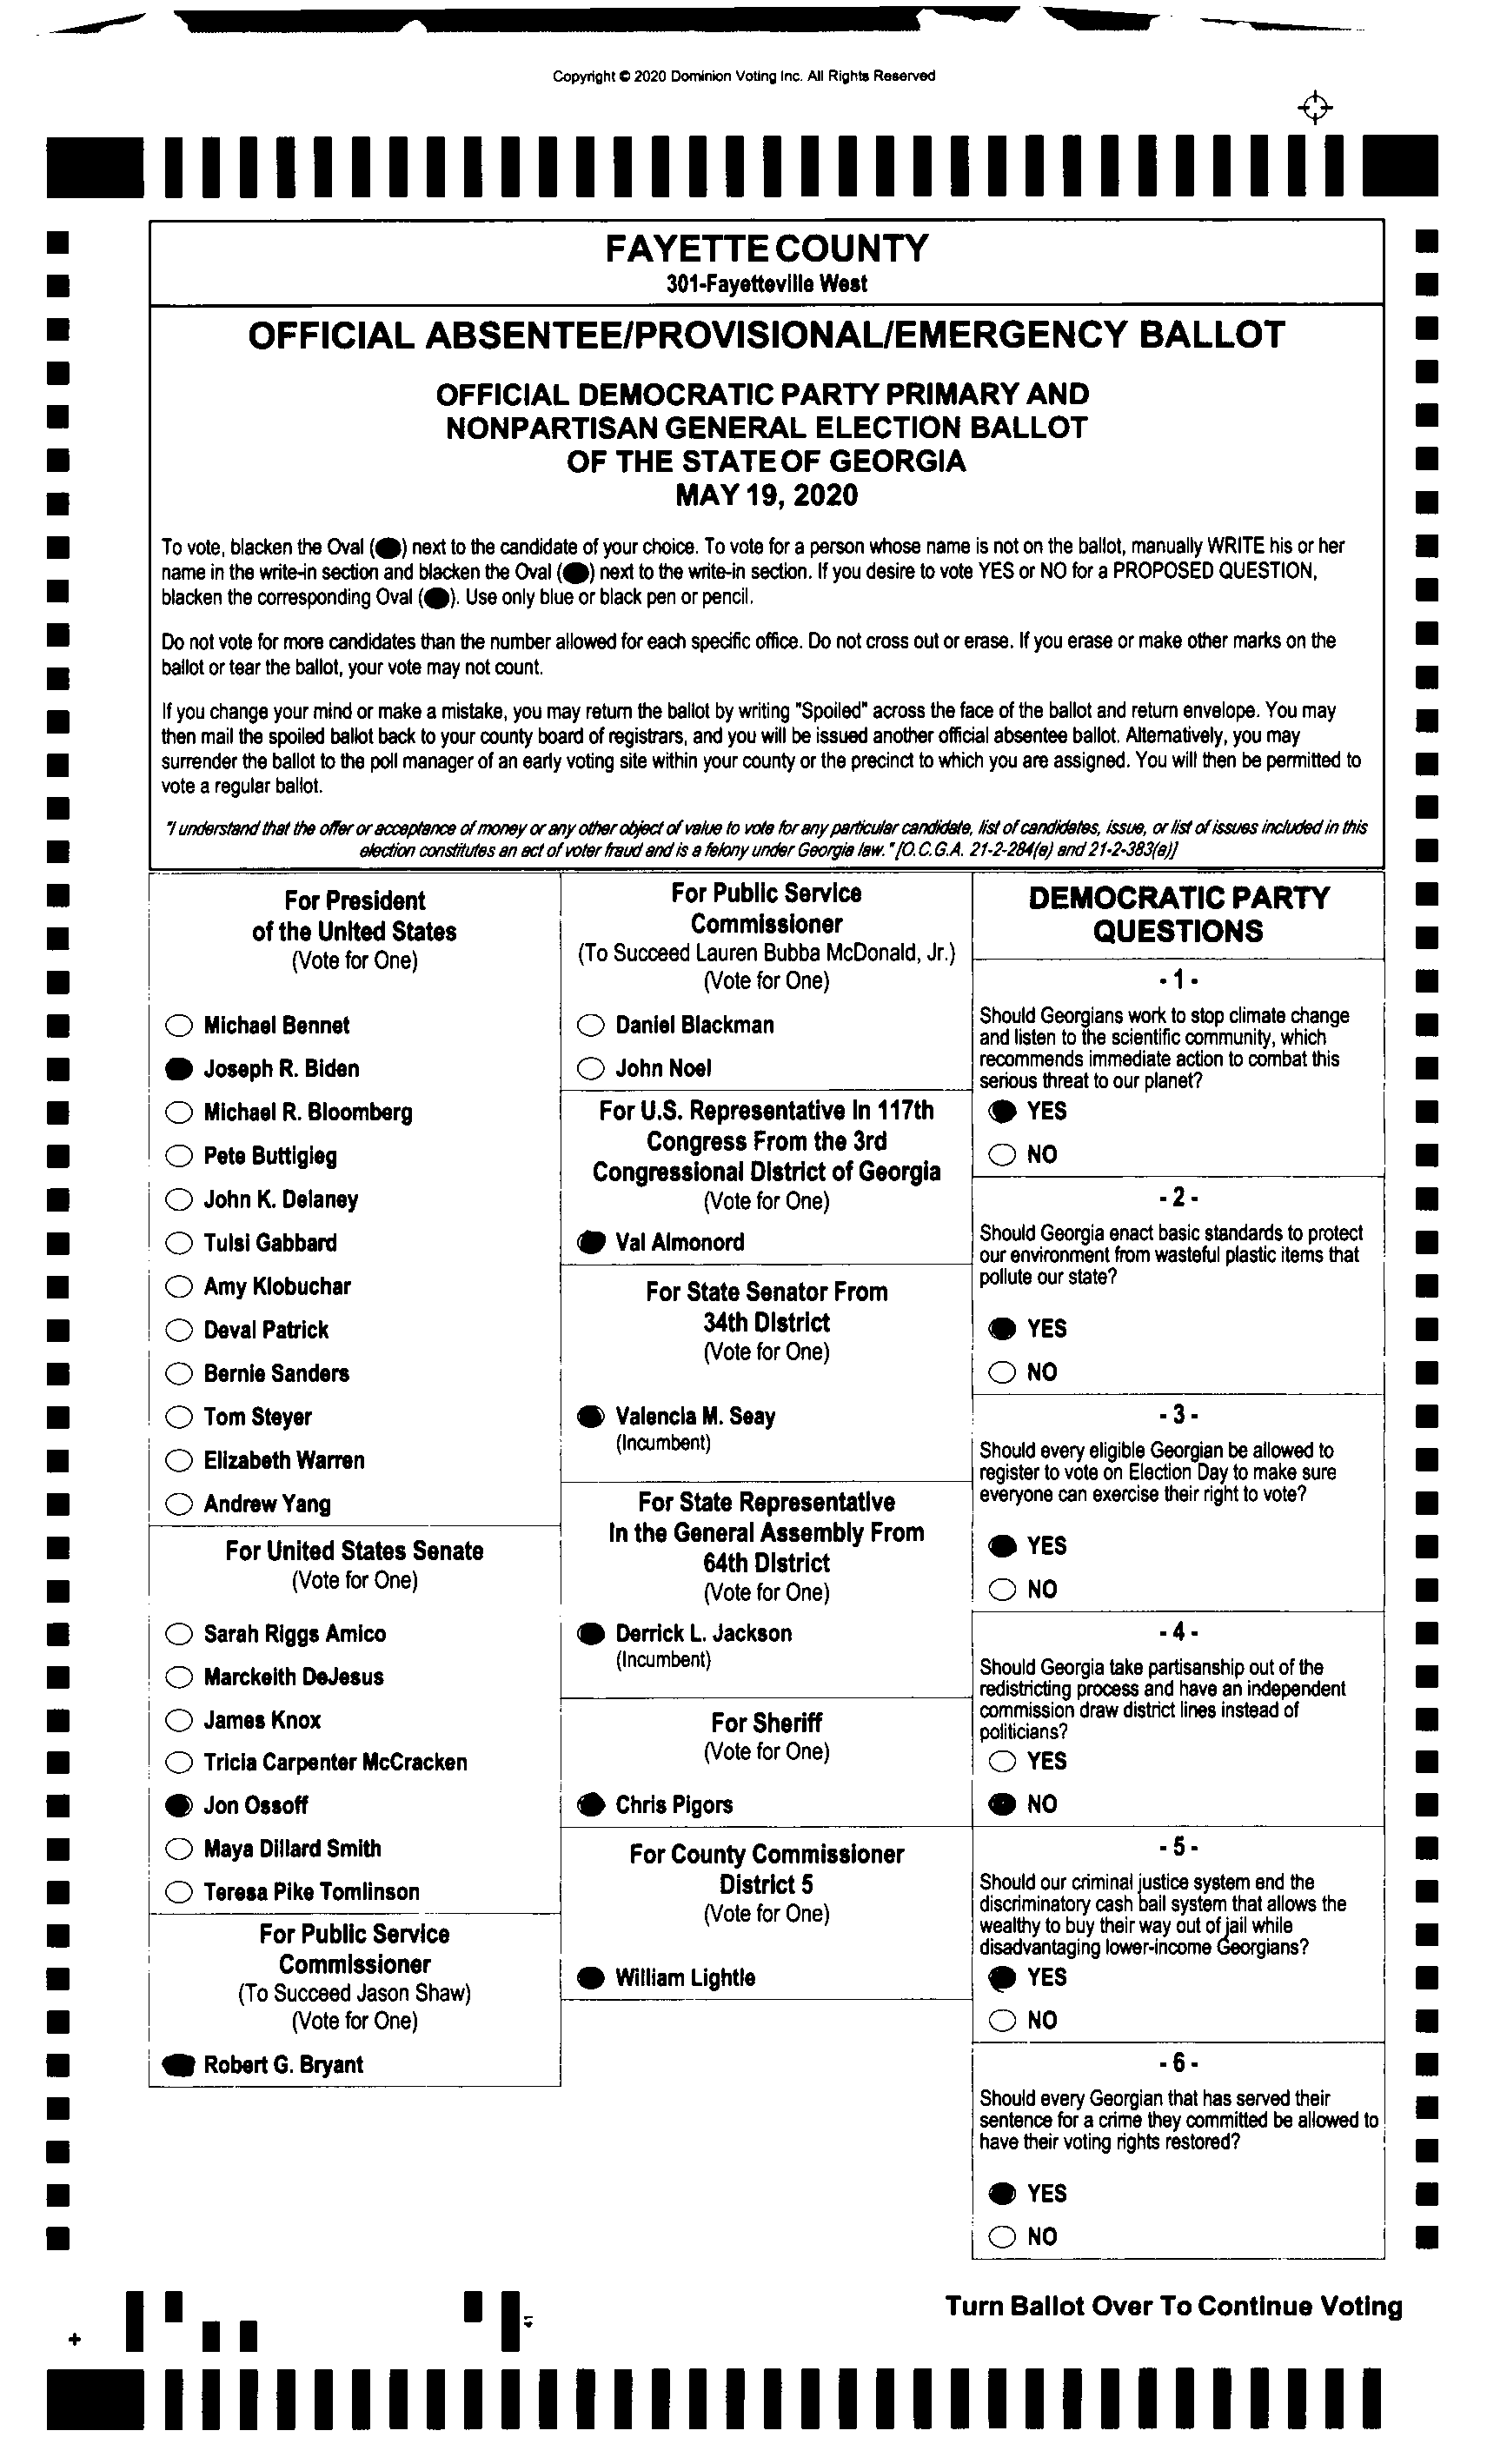 Copyright © 2020 Dominion Voting Inc. All Rights Reserved
FAYETTE COUNTY
301-Fayetteville West
OFFICIAL ABSENTEE/PROVISIONAL/EMERGENCY BALLOT
OFFICIAL DEMOCRATIC PARTY PRIMARY AND
NONPARTISAN GENERAL ELECTION BALLOT
OF THE STATE OF GEORGIA
MAY 19, 2020
To vote, blacken the Oval (●) next to the candidate of your choice. To vote for a person whose name is not on the ballot, manually WRITE his or her
name in the write-in section and blacken the Oval (●) next to the write-in section. If you desire to vote YES or NO for a PROPOSED QUESTION,
blacken the corresponding Oval (●). Use only blue or black pen or pencil.
Do not vote for more candidates than the number allowed for each specific office. Do not cross out or erase. If you erase or make other marks on the
ballot or tear the ballot, your vote may not count.
If you change your mind or make a mistake, you may return the ballot by writing "Spoiled" across the face of the ballot and return envelope. You may
then mail the spoiled ballot back to your county board of registrars, and you will be issued another official absentee ballot. Alternatively, you may
surrender the ballot to the poll manager of an early voting site within your county or the precinct to which you are assigned. You will then be permitted to
vote a regular ballot.
"I understand that the offer or acceptance of money or any other object of value to vote for any particular candidate, list of candidates, issue, or list of issues included in this
election constitutes an act of voter fraud and is a felony under Georgia law." [O.C.G.A. 21-2-284(e) and 21-2-383(a)]
For President
of the United States
(Vote for One)
Michael Bennet
Joseph R. Biden
Michael R. Bloomberg
Pete Buttigieg
John K. Delaney
Tulsi Gabbard
Amy Klobuchar
Deval Patrick
Bernie Sanders
Tom Steyer
Elizabeth Warren
Andrew Yang
For United States Senate
(Vote for One)
Sarah Riggs Amico
Marckeith DeJesus
James Knox
Tricia Carpenter McCracken
Jon Ossoff
Maya Dillard Smith
Teresa Pike Tomlinson
For Public Service
Commissioner
(To Succeed Jason Shaw)
(Vote for One)
Robert G. Bryant
For Public Service
Commissioner
(To Succeed Lauren Bubba McDonald, Jr.)
(Vote for One)
Daniel Blackman
John Noel
For U.S. Representative in 117th
Congress From the 3rd
Congressional District of Georgia
(Vote for One)
Val Almonord
For State Senator From
34th District
(Vote for One)
Valencia M. Seay
(Incumbent)
For State Representative
In the General Assembly From
64th District
(Vote for One)
Derrick L. Jackson
(Incumbent)
For Sheriff
(Vote for One)
Chris Pigors
For County Commissioner
District 5
(Vote for One)
William Lightle
DEMOCRATIC PARTY
QUESTIONS
- 1 -
Should Georgians work to stop climate change
and listen to the scientific community, which
recommends immediate action to combat this
serious threat to our planet?
YES
NO
- 2 -
Should Georgia enact basic standards to protect
our environment from wasteful plastic items that
pollute our state?
YES
NO
- 3 -
Should every eligible Georgian be allowed to
register to vote on Election Day to make sure
everyone can exercise their right to vote?
YES
NO
- 4 -
Should Georgia take partisanship out of the
redistricting process and have an independent
commission draw district lines instead of
politicians?
YES
NO
- 5 -
Should our criminal justice system end the
discriminatory cash bail system that allows the
wealthy to buy their way out of jail while
disadvantaging lower-income Georgians?
YES
NO
- 6 -
Should every Georgian that has served their
sentence for a crime they committed be allowed to
have their voting rights restored?
YES
NO
Turn Ballot Over To Continue Voting
+